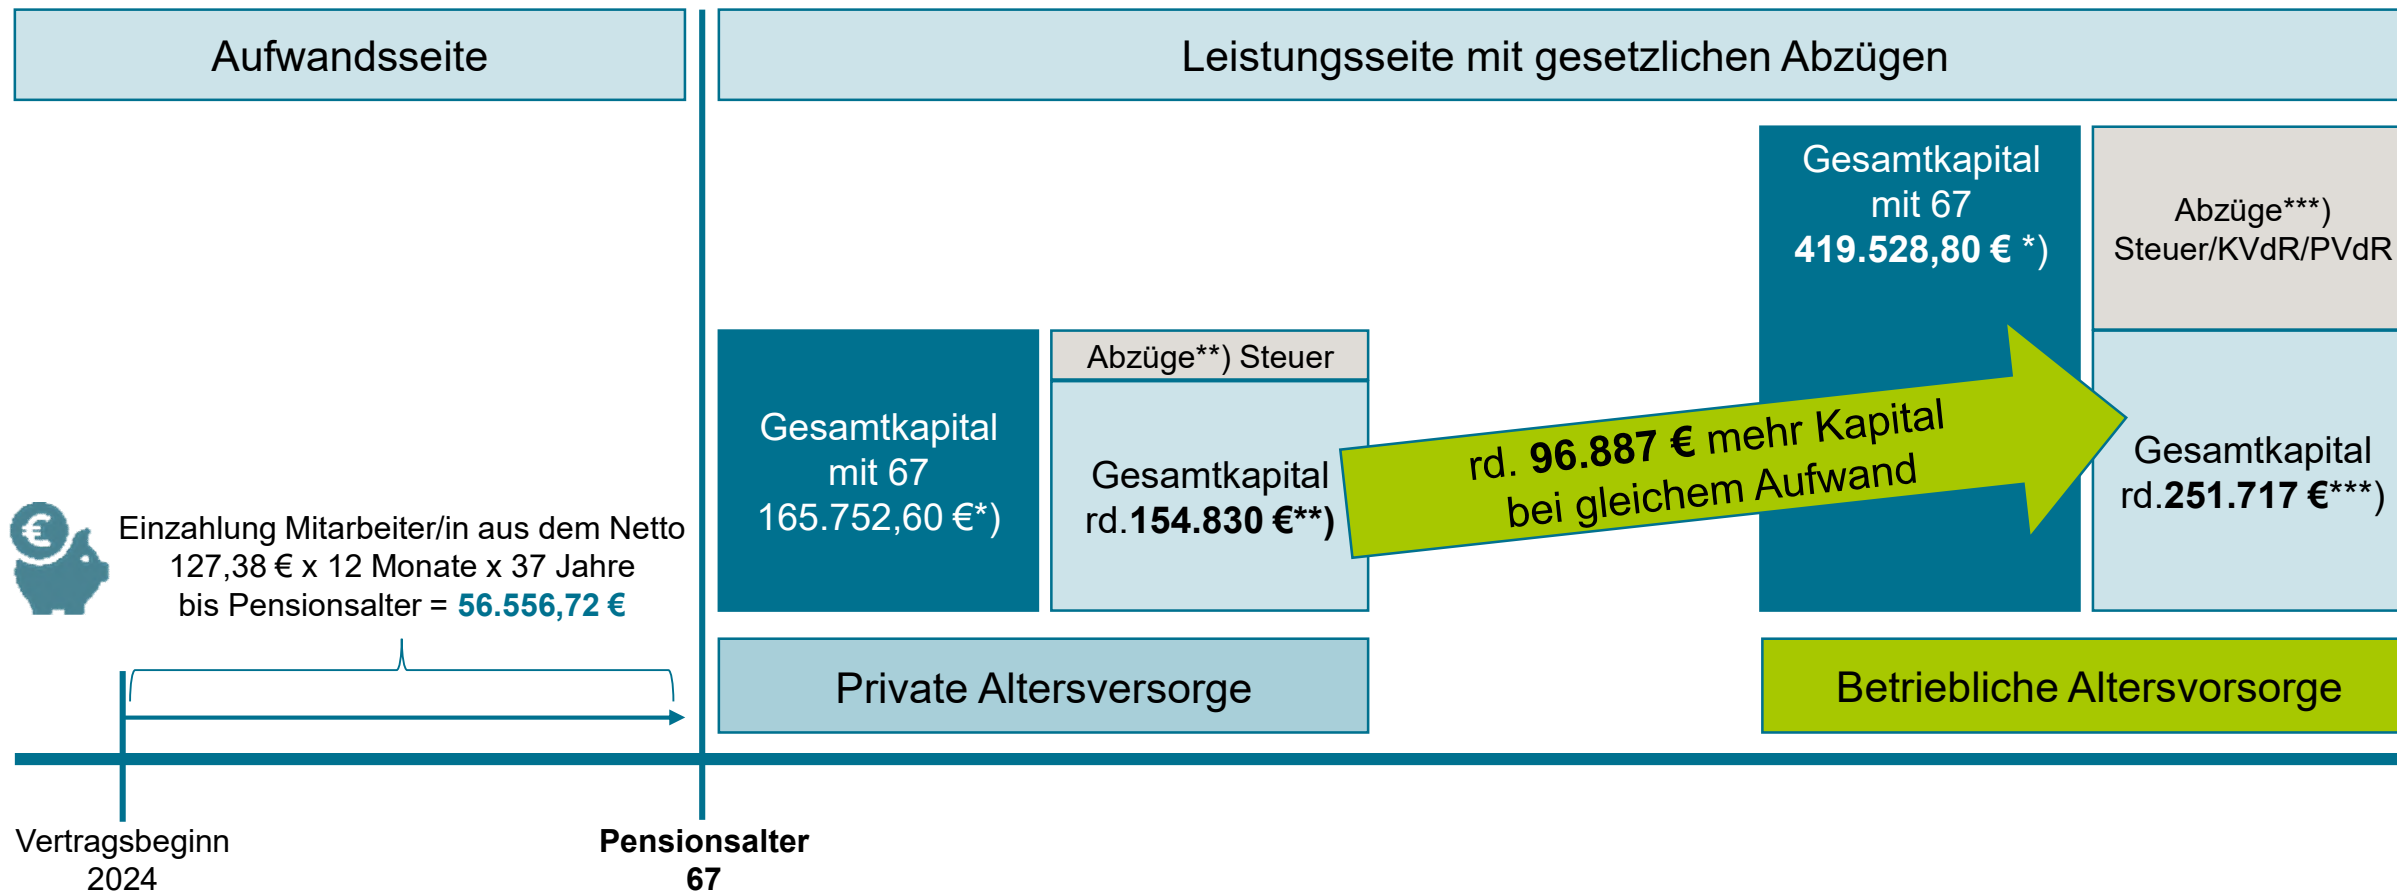 Aufwandsseite
Leistungsseite mit gesetzlichen Abzügen
Einzahlung Mitarbeiter/in aus dem Netto
127,38 € x 12 Monate x 37 Jahre
bis Pensionsalter = 56.556,72 €
Gesamtkapital
mit 67
165.752,60 €*)
Abzüge**) Steuer
Gesamtkapital
rd.154.830 €**)
rd. 96.887 € mehr Kapital
bei gleichem Aufwand
Gesamtkapital
mit 67
419.528,80 € *)
Abzüge***)
Steuer/KVdR/PVdR
Gesamtkapital
rd.251.717 €***)
Private Altersversorge
Betriebliche Altersvorsorge
Vertragsbeginn
2024
Pensionsalter
67